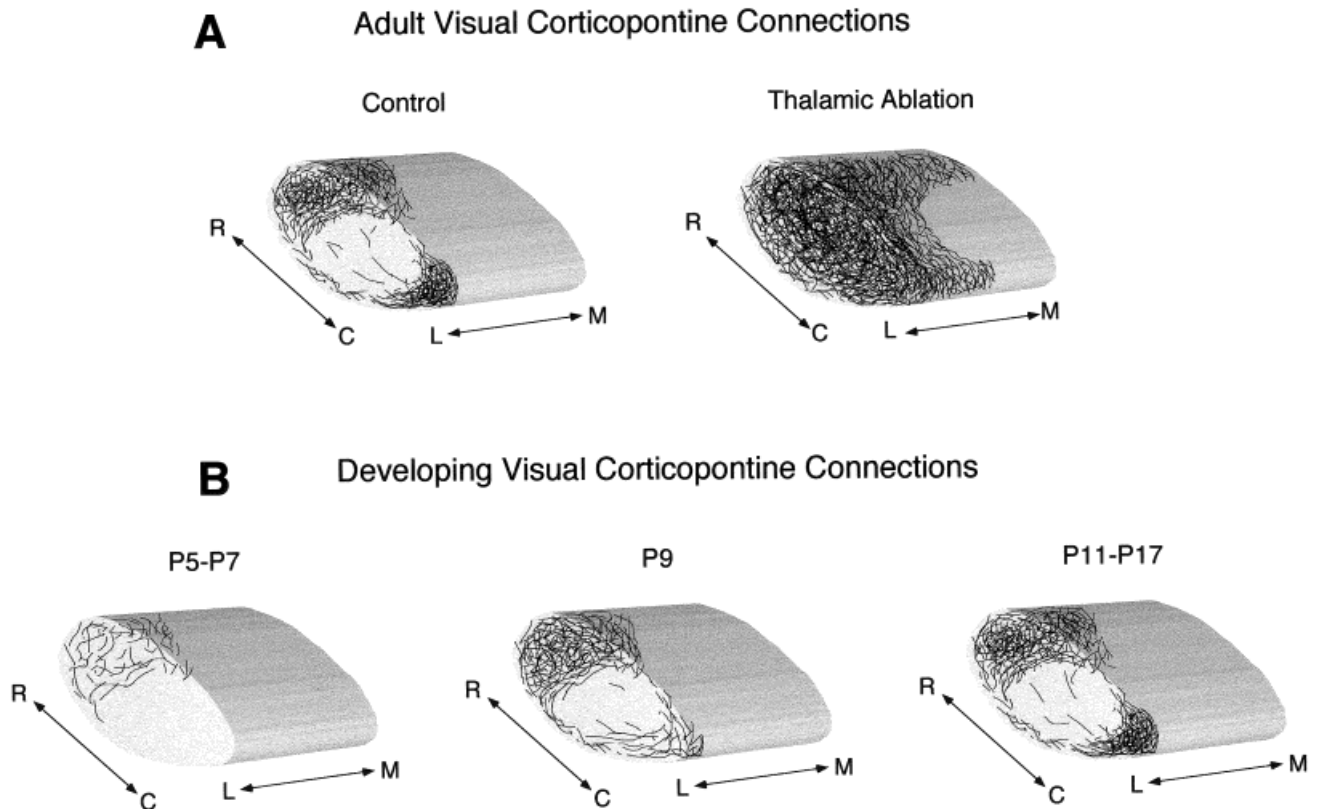 A
Adult Visual Corticopontine Connections
Control
Thalamic Ablation
R
C
L
M
R
C
L
M
B
Developing Visual Corticopontine Connections
P5-P7
P9
P11-P17
R
C
L
M
R
C
L
M
R
C
L
M